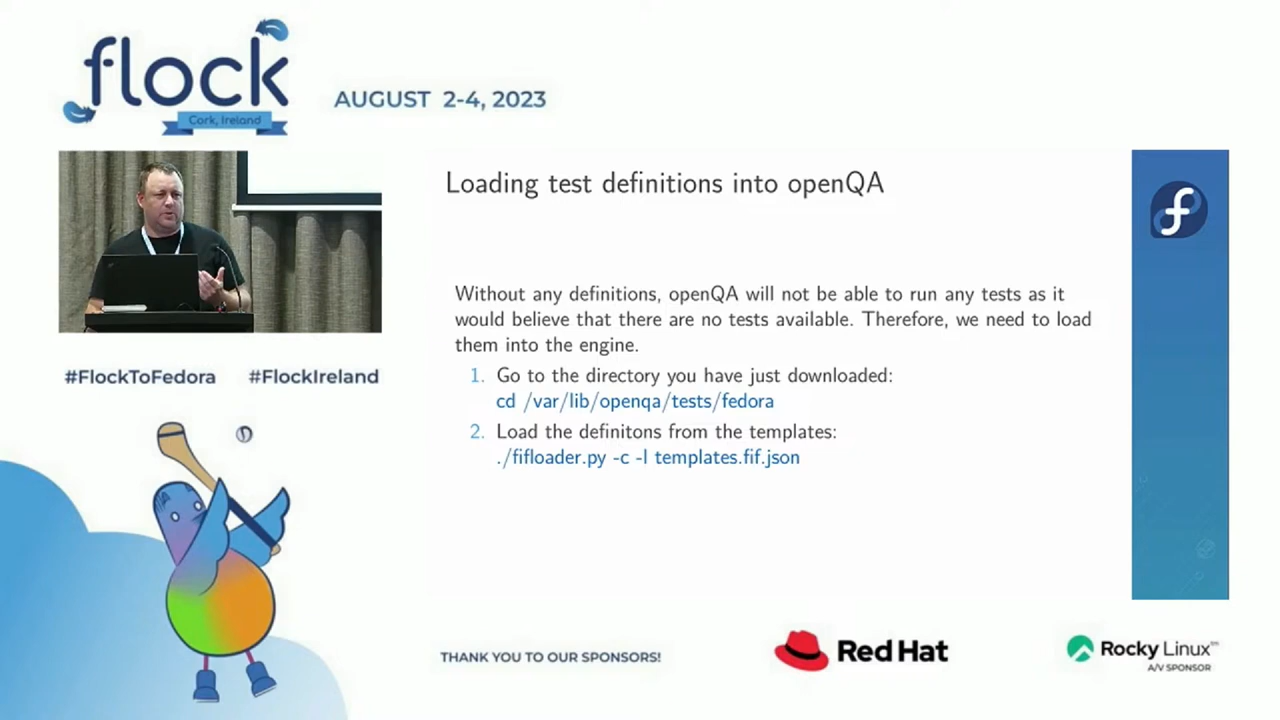 flock
Cork, Ireland
AUGUST 2-4, 2023
#FlockToFedora #FlockIreland
Loading test definitions into openQA
Without any definitions, openQA will not be able to run any tests as it
would believe that there are no tests available. Therefore, we need to load
them into the engine.
1. Go to the directory you have just downloaded:
cd /var/lib/openqa/tests/fedora
2. Load the definitons from the templates:
./fifloader.py -c -l templates.fif.json
THANK YOU TO OUR SPONSORS!
Red Hat
Rocky Linux™
A/V SPONSOR